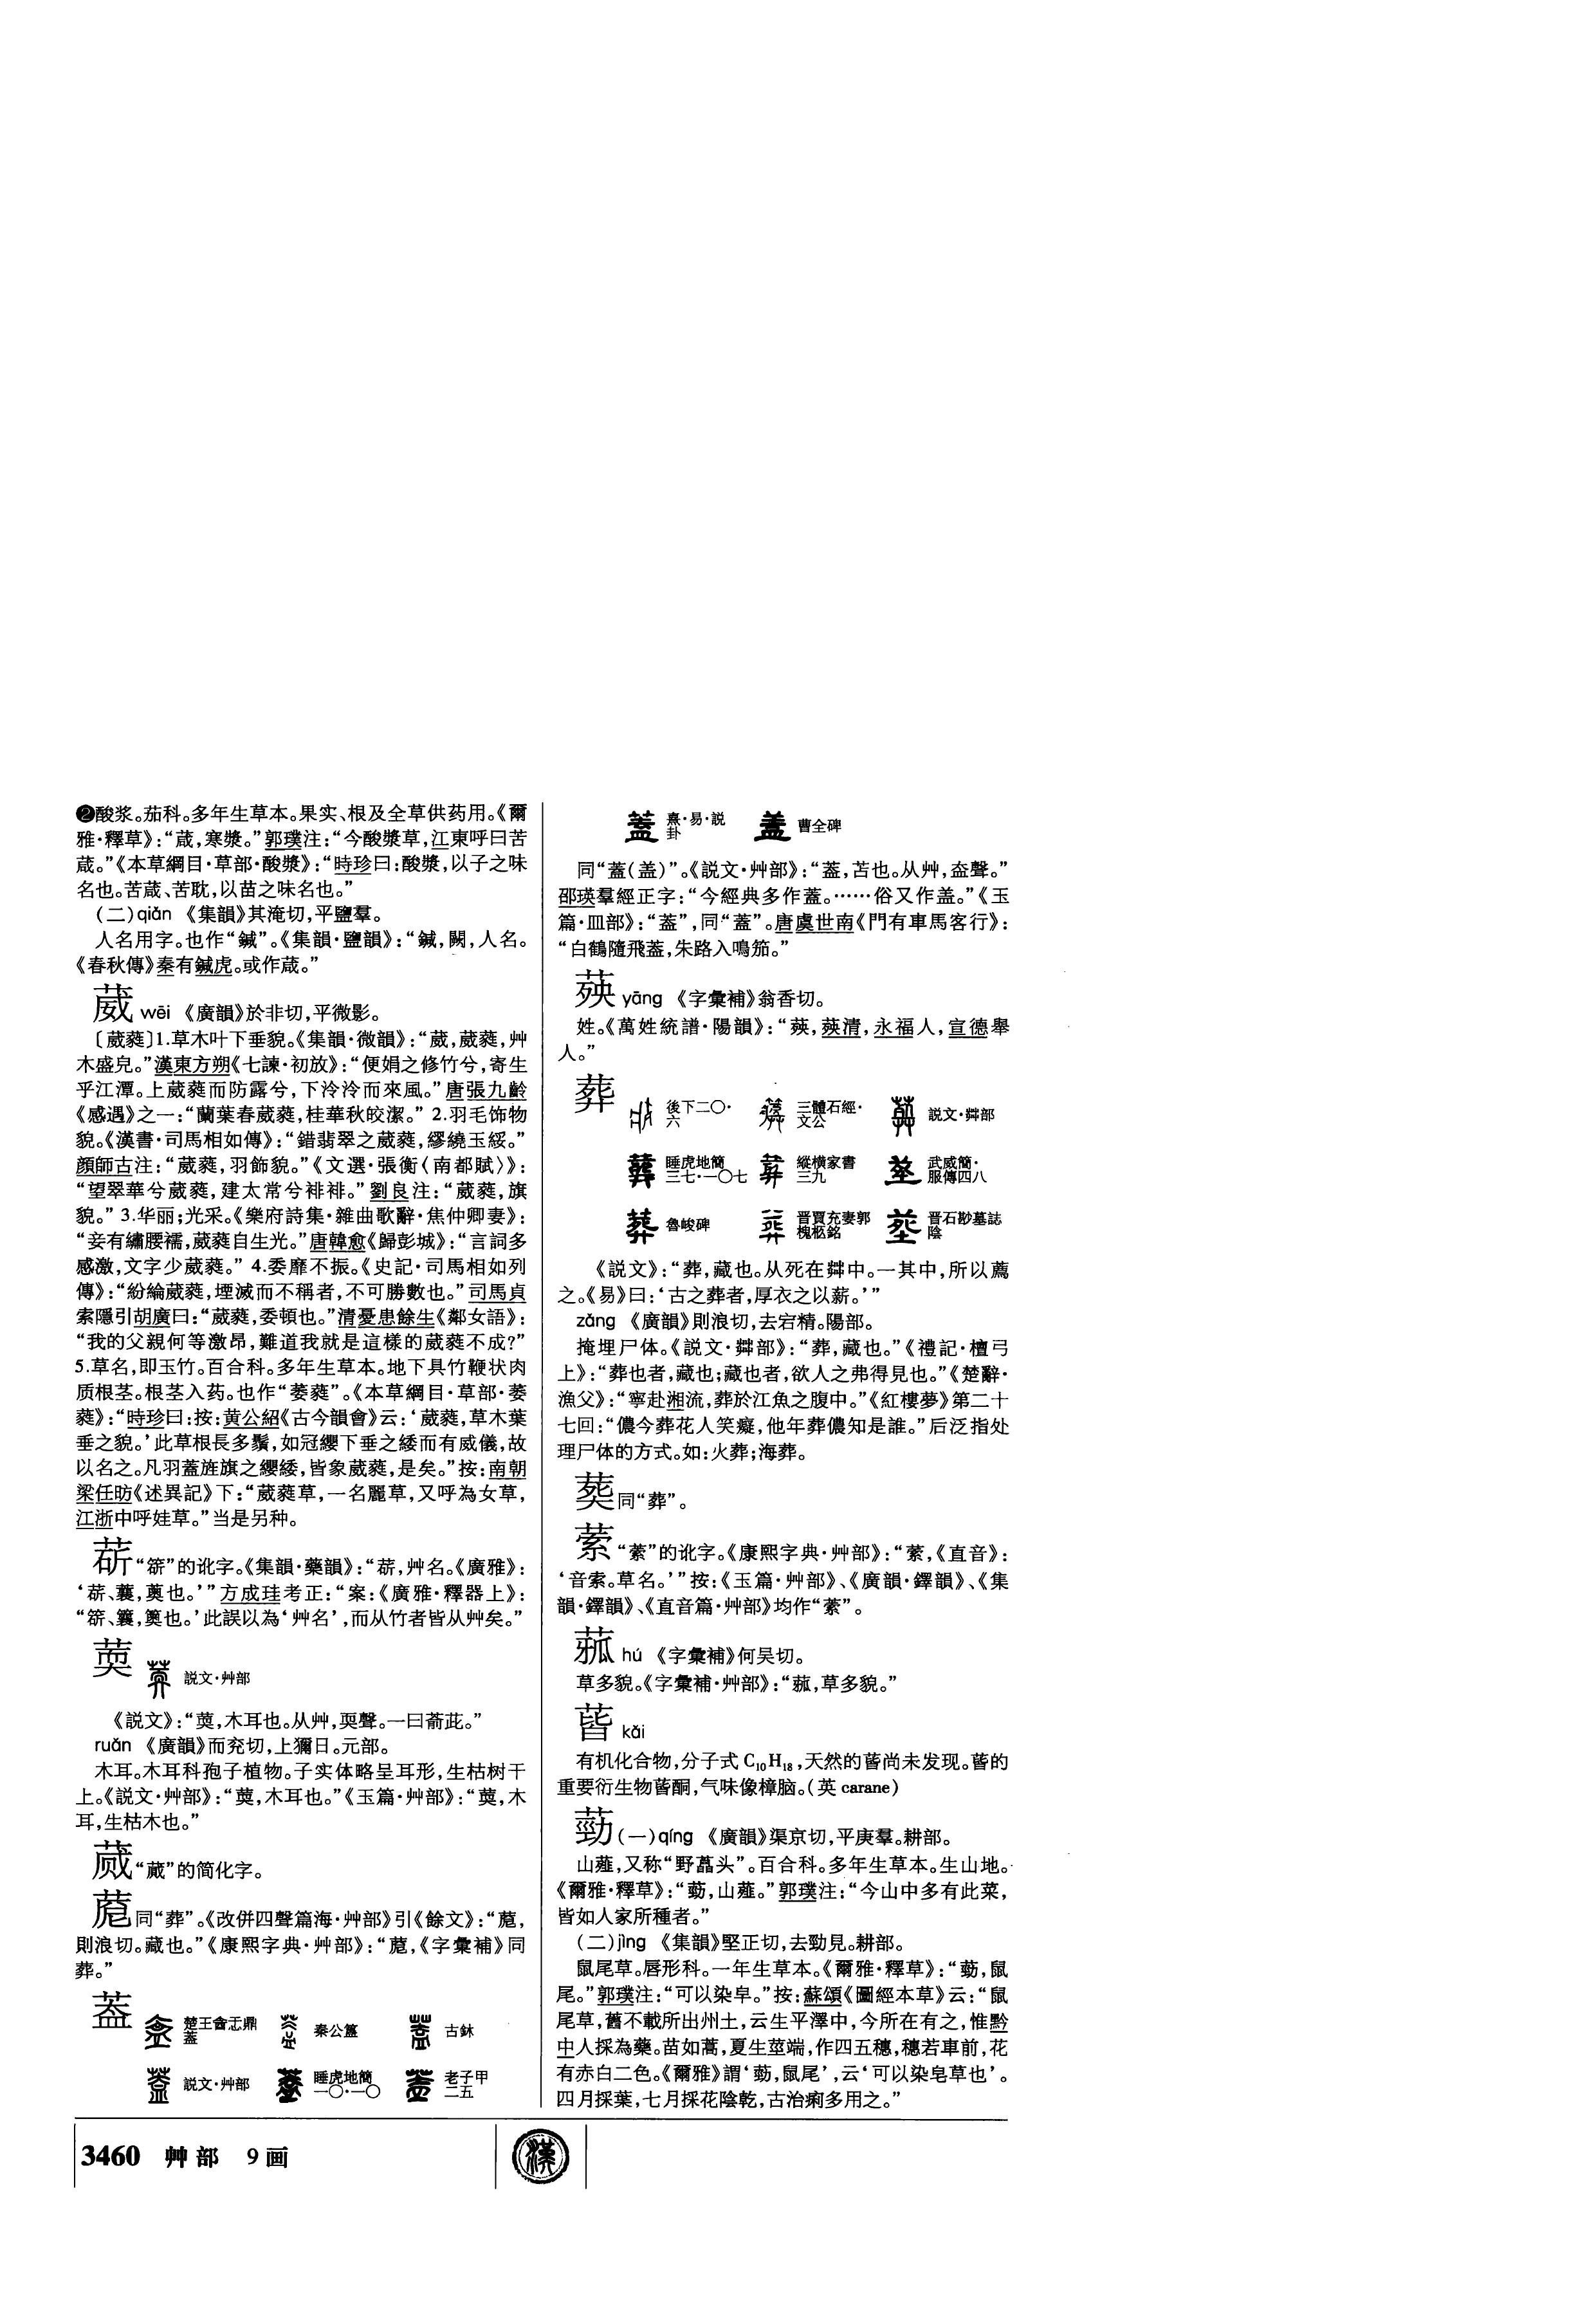 ❷酸浆。茄科。多年生草本。果实、根及全草供药用。《爾
雅·釋草》：“葴，寒漿。”郭璞注：“今酸漿草，江東呼曰苦
葴。”《本草綱目·草部·酸漿》：“時珍曰：酸漿，以子之味
名也。苦葴、苦耽，以苗之味名也。”
（二）qián 《集韻》其淹切，平鹽羣。
人名用字。也作“鍼”。《集韻·鹽韻》：“鍼，闕，人名。
《春秋傳》秦有鍼虎。或作葴。”
葳 wēi 《廣韻》於非切，平微影。
〔葳蕤〕1.草木叶下垂貌。《集韻·微韻》：“葳，葳蕤，艸
木盛皃。”漢東方朔《七諫·初放》：“便娟之修竹兮，寄生
乎江潭。上葳蕤而防露兮，下泠泠而來風。”唐張九齡
《感遇》之一：“蘭葉春葳蕤，桂華秋皎潔。” 2.羽毛饰物
貌。《漢書·司馬相如傳》：“錯翡翠之葳蕤，繆繞玉綏。”
顔師古注：“葳蕤，羽飾貌。”《文選·張衡〈南都賦〉》：
“望翠華兮葳蕤，建太常兮裶裶。”劉良注：“葳蕤，旗
貌。” 3.华丽；光采。《樂府詩集·雜曲歌辭·焦仲卿妻》：
“妾有繡腰襦，葳蕤自生光。”唐韓愈《歸彭城》：“言詞多
感激，文字少葳蕤。” 4.委靡不振。《史記·司馬相如列
傳》：“紛綸葳蕤，堙滅而不稱者，不可勝數也。”司馬貞
索隱引胡廣曰：“葳蕤，委頓也。”清憂患餘生《鄰女語》：
“我的父親何等激昂，難道我就是這樣的葳蕤不成？”
5.草名，即玉竹。百合科。多年生草本。地下具竹鞭状肉
质根茎。根茎入药。也作“萎蕤”。《本草綱目·草部·萎
蕤》：“時珍曰：按：黄公紹《古今韻會》云：‘葳蕤，草木葉
垂之貌。’此草根長多鬚，如冠纓下垂之緌而有威儀，故
以名之。凡羽蓋旌旗之纓緌，皆象葳蕤，是矣。”按：南朝
梁任昉《述異記》下：“葳蕤草，一名麗草，又呼為女草，
江浙中呼娃草。”当是另种。
菥“䇮”的讹字。《集韻·藥韻》：“，艸名。《廣雅》：
‘、蘘，薁也。’”方成珪考正：“案：《廣雅·釋器上》：
“䇮、籑，䉛也。’此誤以為‘艸名’，而从竹者皆从艸矣。”
萸 説文·艸部
《説文》：“，木耳也。从艸，耎聲。一曰萮茈。”
ruǎn 《廣韻》而兖切，上獮日。元部。
木耳。木耳科孢子植物。子实体略呈耳形，生枯树干
上。《説文·艸部》：“，木耳也。”《玉篇·艸部》：“，木
耳，生枯木也。”
“蕆”的简化字。
同“葬”。《改併四聲篇海·艸部》引《餘文》：“，
則浪切。藏也。”《康熙字典·艸部》：“，《字彙補》同
葬。”
葢 楚王酓忎鼎蓋 秦公簋 古鉨
説文·艸部 睡虎地簡一〇·一〇 老子甲二五
熹·易·説卦 曹全碑
同“蓋（盖）”。《説文·艸部》：“葢，苫也。从艸，盇聲。”
邵瑛羣經正字：“今經典多作蓋。……俗又作盖。”《玉
篇·皿部》：“葢”，同“蓋”。唐虞世南《門有車馬客行》：
“白鶴隨飛葢，朱路入鳴笳。”
yāng 《字彙補》翁香切。
姓。《萬姓統譜·陽韻》：“，清，永福人，宣德舉
人。”
葬 後下二〇·六 三體石經·文公 説文·茻部
睡虎地簡三七·一〇七 縱横家書三九 武威簡·服傳四八
魯峻碑 晋賈充妻郭槐柩銘 晋石尠墓誌陰
《説文》：“葬，藏也。从死在茻中。一其中，所以薦
之。《易》曰：‘古之葬者，厚衣之以薪。’”
zàng 《廣韻》則浪切，去宕精。陽部。
掩埋尸体。《説文·茻部》：“葬，藏也。”《禮記·檀弓
上》：“葬也者，藏也；藏也者，欲人之弗得見也。”《楚辭·
漁父》：“寧赴湘流，葬於江魚之腹中。”《紅樓夢》第二十
七回：“儂今葬花人笑癡，他年葬儂知是誰。”后泛指处
理尸体的方式。如：火葬；海葬。
同“葬”。
“”的讹字。《康熙字典·艸部》：“，《直音》：
‘音索。草名。’”按：《玉篇·艸部》、《廣韻·鐸韻》、《集
韻·鐸韻》、《直音篇·艸部》均作“”。
hú 《字彙補》何吴切。
草多貌。《字彙補·艸部》：“，草多貌。”
蒈 kǎi
有机化合物，分子式C₁₀H₁₈，天然的蒈尚未发现。蒈的
重要衍生物蒈酮，气味像樟脑。（英carane）
葝（一）qíng 《廣韻》渠京切，平庚羣。耕部。
山薤，又称“野藠头”。百合科。多年生草本。生山地。
《爾雅·釋草》：“葝，山䪥。”郭璞注：“今山中多有此菜，
皆如人家所種者。”
（二）jìng 《集韻》堅正切，去勁見。耕部。
鼠尾草。唇形科。一年生草本。《爾雅·釋草》：“葝，鼠
尾。”郭璞注：“可以染皁。”按：蘇頌《圖經本草》云：“鼠
尾草，舊不載所出州土，云生平澤中，今所在有之，惟黔
中人採為藥。苗如蒿，夏生莖端，作四五穗，穗若車前，花
有赤白二色。《爾雅》謂‘葝，鼠尾’，云‘可以染皂草也’。
四月採葉，七月採花陰乾，古治痢多用之。”
3460 艸部 9画
漢